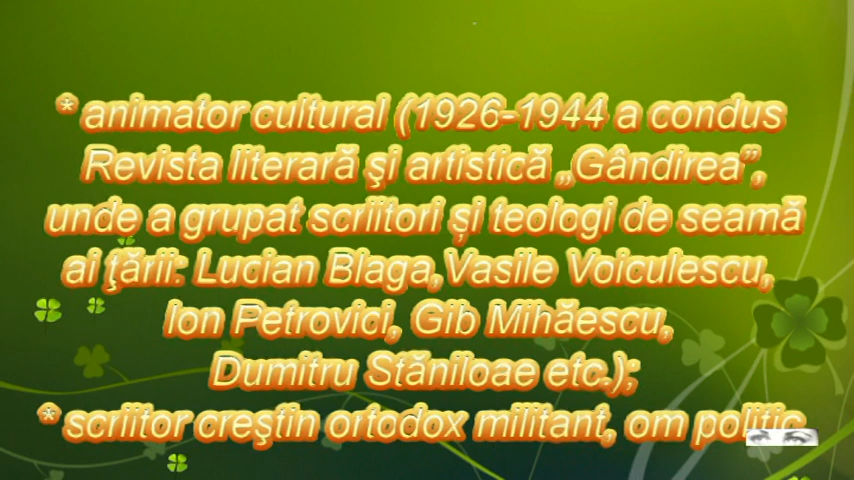 * animator cultural (1926-1944 a condus
Revista literară şi artistică „Gândirea”,
unde a grupat scriitori și teologi de seamă
ai ţării: Lucian Blaga,Vasile Voiculescu,
Ion Petrovici, Gib Mihăescu,
Dumitru Stăniloae etc.);
* scriitor creştin ortodox militant, om politic